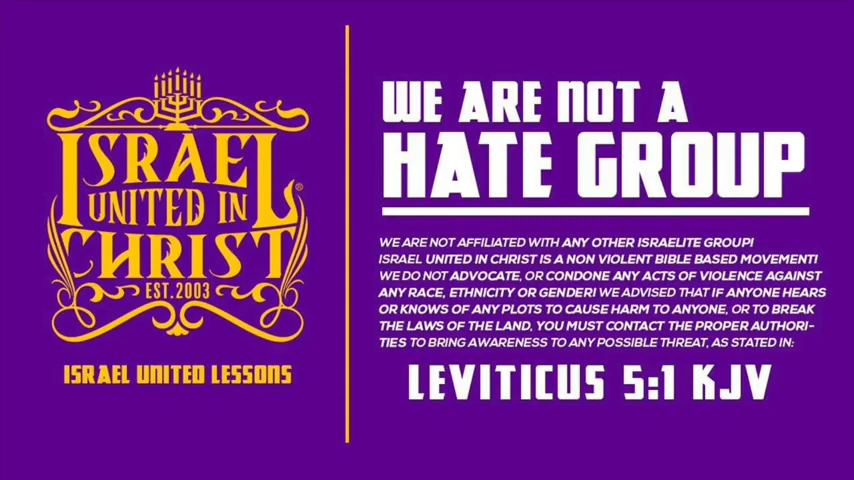 ISRAEL
UNITED IN
CHRIST
®
EST.2003
ISRAEL UNITED LESSONS
WE ARE NOT A
HATE GROUP
WE ARE NOT AFFILIATED WITH ANY OTHER ISRAELITE GROUP!
ISRAEL UNITED IN CHRIST IS A NON VIOLENT BIBLE BASED MOVEMENT!
WE DO NOT ADVOCATE, OR CONDONE ANY ACTS OF VIOLENCE AGAINST
ANY RACE, ETHNICITY OR GENDER! WE ADVISED THAT IF ANYONE HEARS
OR KNOWS OF ANY PLOTS TO CAUSE HARM TO ANYONE, OR TO BREAK
THE LAWS OF THE LAND, YOU MUST CONTACT THE PROPER AUTHORI-
TIES TO BRING AWARENESS TO ANY POSSIBLE THREAT, AS STATED IN:
LEVITICUS 5:1 KJV